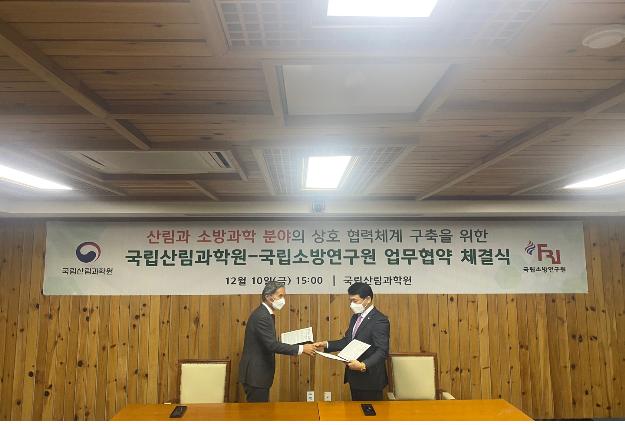 산림과 소방과학 분야의 상호 협력체계 구축을 위한
국립산림과학원-국립소방연구원 업무협약 체결식
12월 10일(금) 15:00 | 국립산림과학원
국립산림과학원
FRI
국립소방연구원